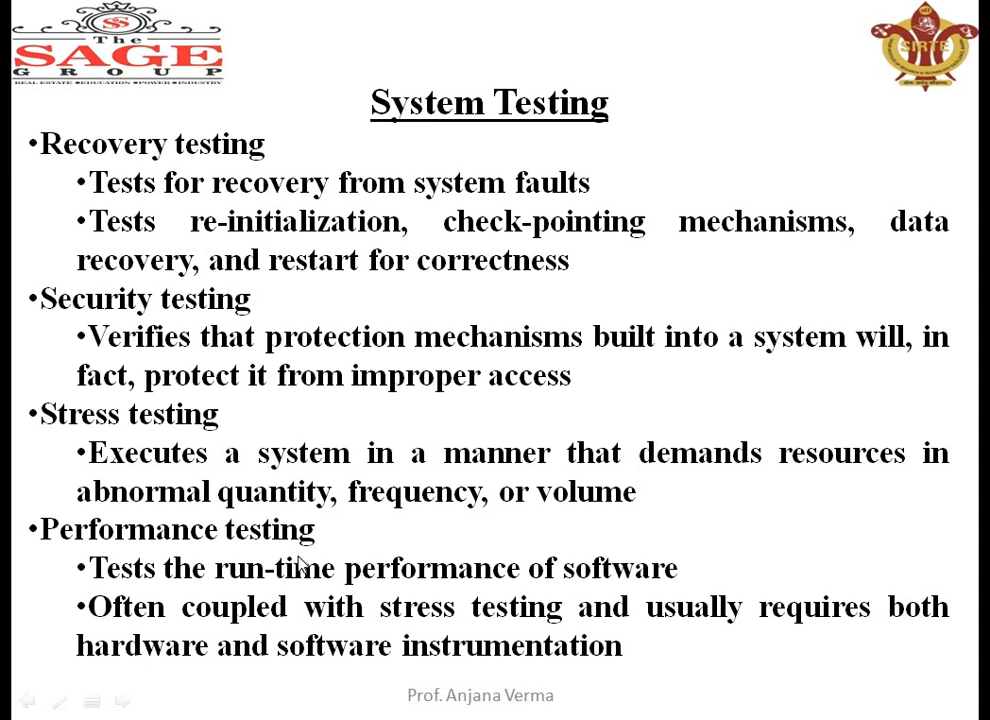 The
SAGE
GROUP
REAL ESTATE •EDUCATION •POWER •INDUSTRY
SIRTE
System Testing
•Recovery testing
•Tests for recovery from system faults
•Tests re-initialization, check-pointing mechanisms, data
recovery, and restart for correctness
•Security testing
•Verifies that protection mechanisms built into a system will, in
fact, protect it from improper access
•Stress testing
•Executes a system in a manner that demands resources in
abnormal quantity, frequency, or volume
•Performance testing
•Tests the run-time performance of software
•Often coupled with stress testing and usually requires both
hardware and software instrumentation
Prof. Anjana Verma